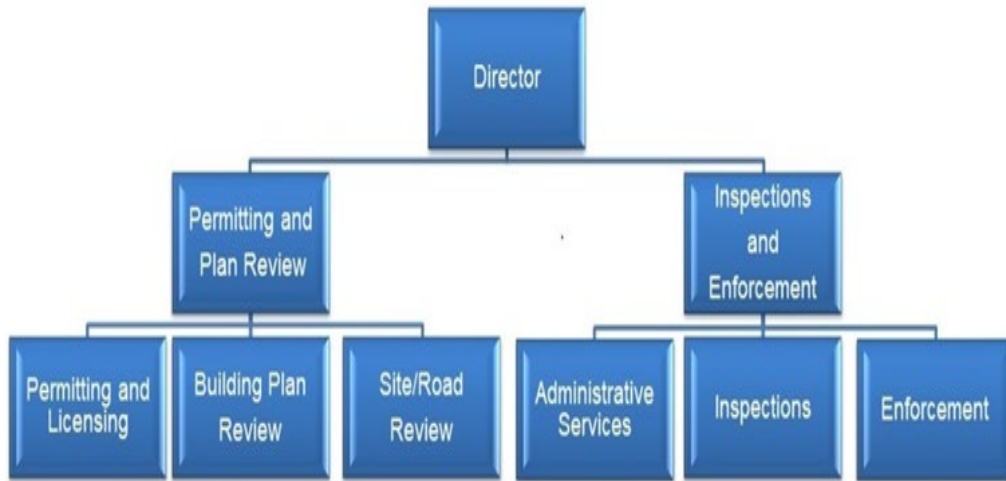 Director
Permitting and
Plan Review
Inspections
and
Enforcement
Permitting and
Licensing
Building Plan
Review
Site/Road
Review
Administrative
Services
Inspections
Enforcement